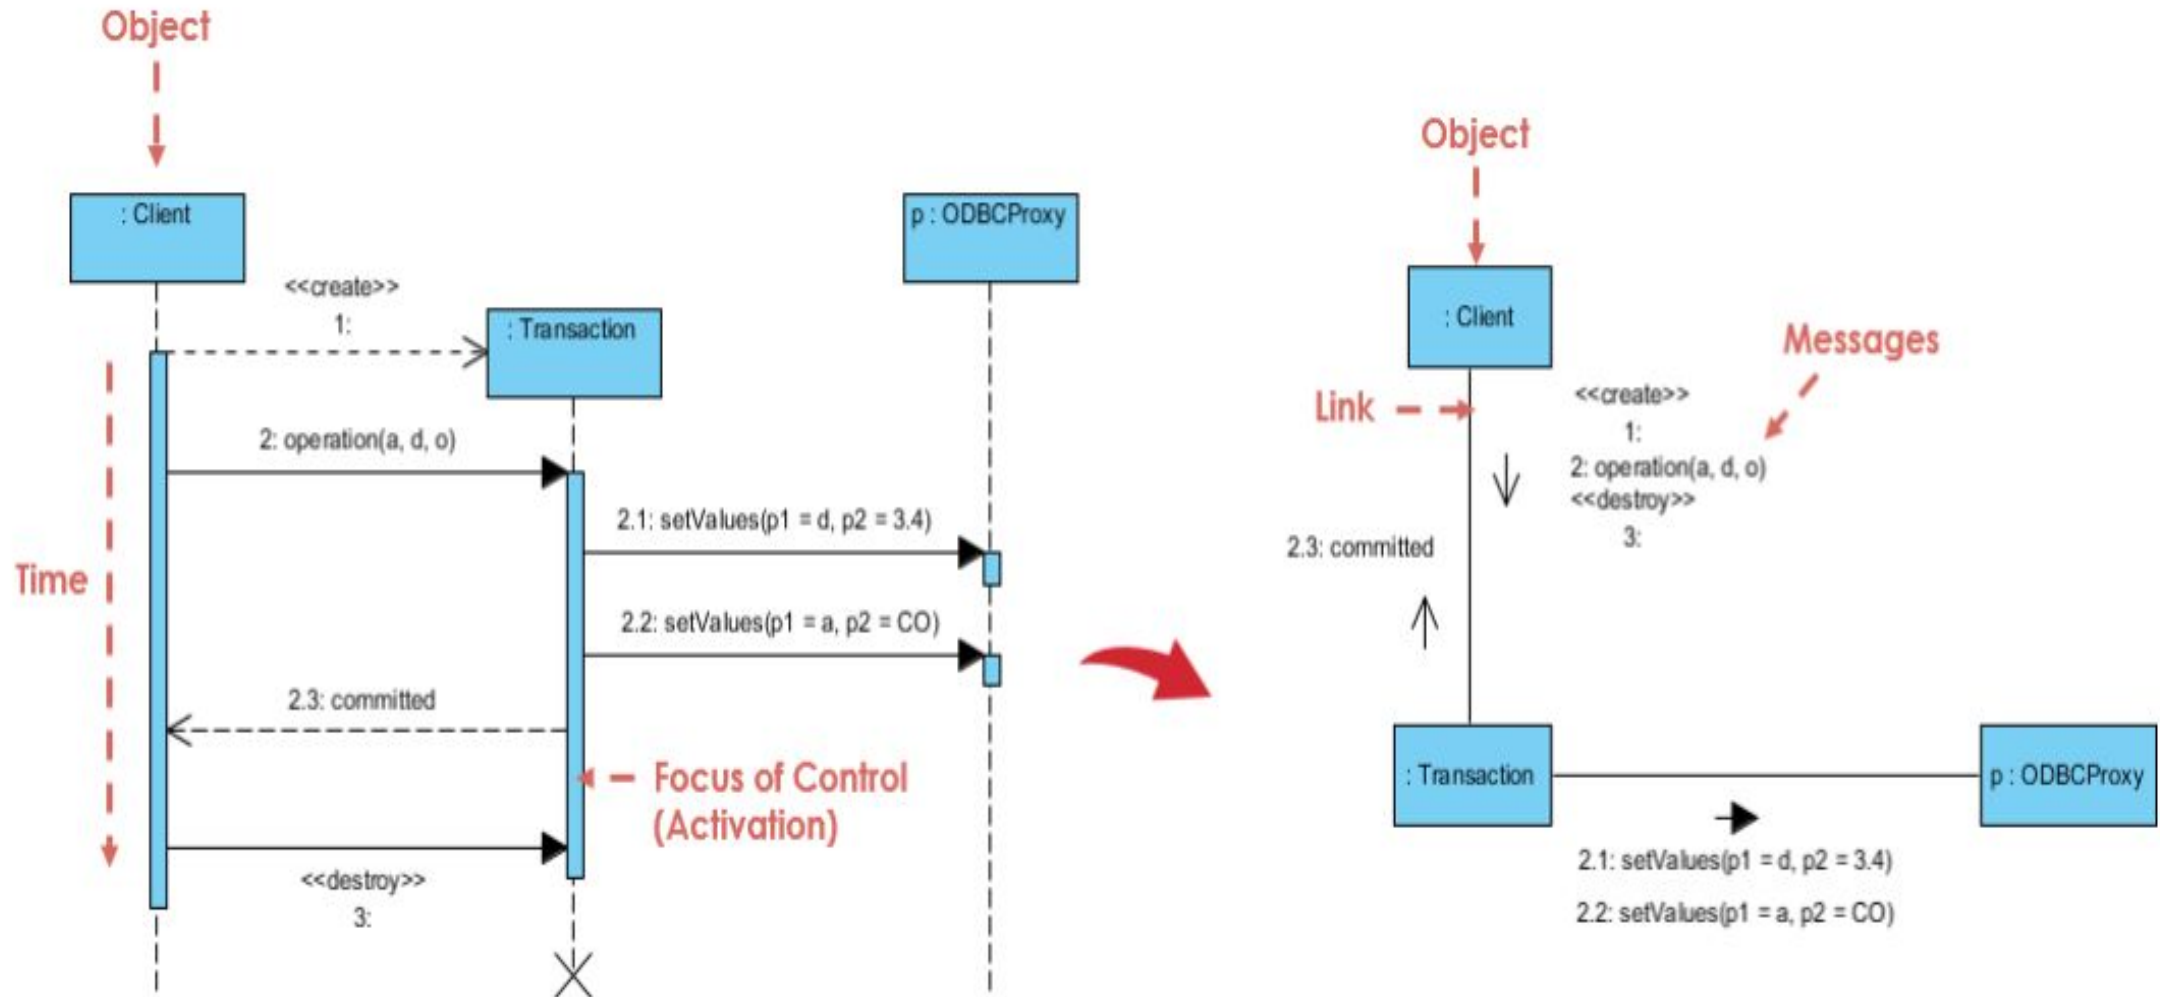 Object
: Client
p : ODBCProxy
<<create>>
1:
: Transaction
2: operation(a, d, o)
2.1: setValues(p1 = d, p2 = 3.4)
Time
2.2: setValues(p1 = a, p2 = CO)
2.3: committed
Focus of Control
(Activation)
<<destroy>>
3:
Object
: Client
Messages
Link
<<create>>
1:
2: operation(a, d, o)
<<destroy>>
3:
2.3: committed
: Transaction
p : ODBCProxy
2.1: setValues(p1 = d, p2 = 3.4)
2.2: setValues(p1 = a, p2 = CO)